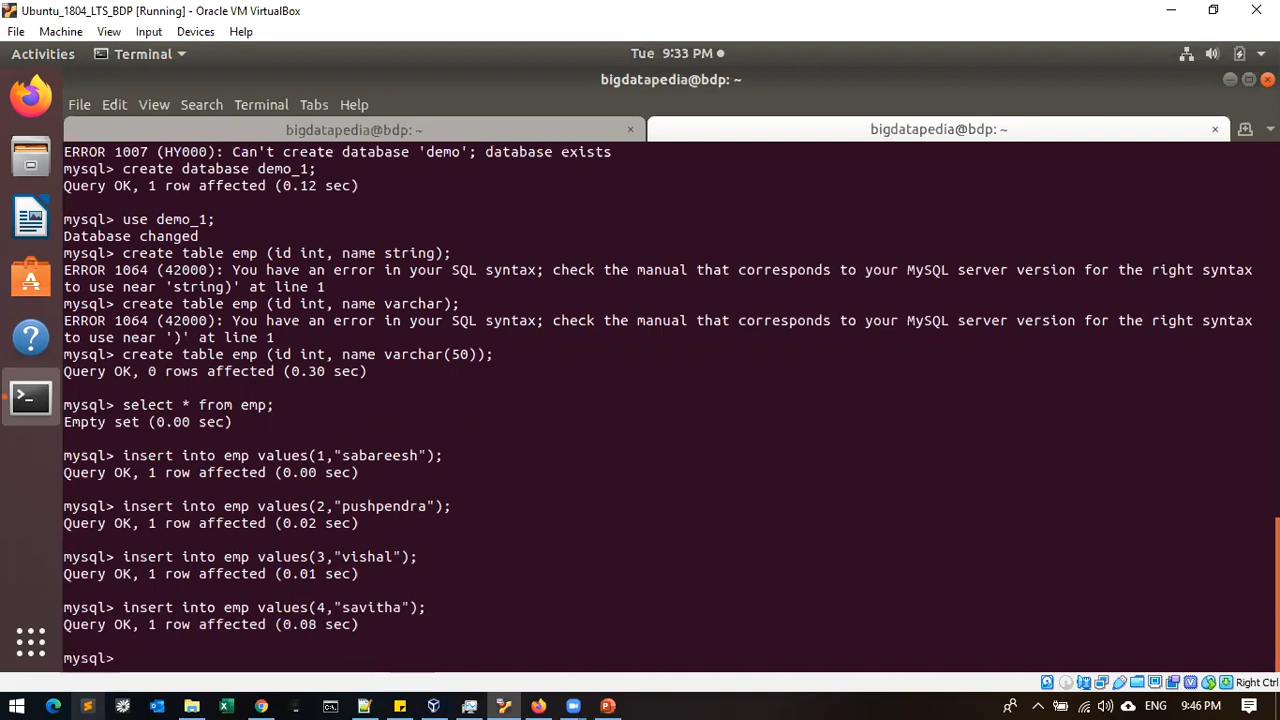 Ubuntu_1804_LTS_BDP [Running] - Oracle VM VirtualBox
File Machine View Input Devices Help
Activities Terminal Tue 9:33 PM
bigdatapedia@bdp: ~
File Edit View Search Terminal Tabs Help
bigdatapedia@bdp: ~ × bigdatapedia@bdp: ~ ×
ERROR 1007 (HY000): Can't create database 'demo'; database exists
mysql> create database demo_1;
Query OK, 1 row affected (0.12 sec)
mysql> use demo_1;
Database changed
mysql> create table emp (id int, name string);
ERROR 1064 (42000): You have an error in your SQL syntax; check the manual that corresponds to your MySQL server version for the right syntax
to use near 'string)' at line 1
mysql> create table emp (id int, name varchar);
ERROR 1064 (42000): You have an error in your SQL syntax; check the manual that corresponds to your MySQL server version for the right syntax
to use near ')' at line 1
mysql> create table emp (id int, name varchar(50));
Query OK, 0 rows affected (0.30 sec)
mysql> select * from emp;
Empty set (0.00 sec)
mysql> insert into emp values(1,"sabareesh");
Query OK, 1 row affected (0.00 sec)
mysql> insert into emp values(2,"pushpendra");
Query OK, 1 row affected (0.02 sec)
mysql> insert into emp values(3,"vishal");
Query OK, 1 row affected (0.01 sec)
mysql> insert into emp values(4,"savitha");
Query OK, 1 row affected (0.08 sec)
mysql>
Right Ctrl
ENG 9:46 PM